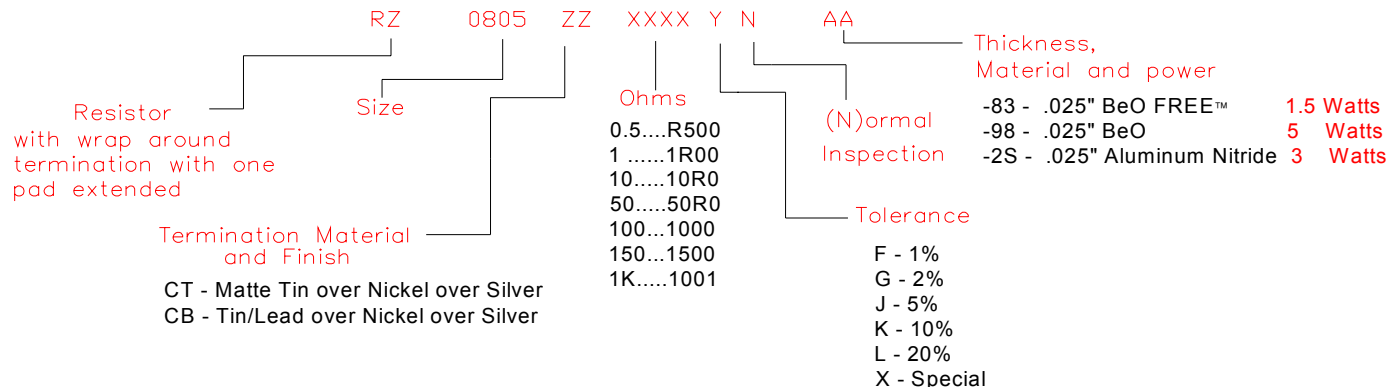 RZ 0805 ZZ XXXX Y N AA
Resistor
with wrap around
termination with one
pad extended
Size
Termination Material
and Finish
CT - Matte Tin over Nickel over Silver
CB - Tin/Lead over Nickel over Silver
Ohms
0.5....R500
1 ......1R00
10.....10R0
50.....50R0
100...1000
150...1500
1K.....1001
(N)ormal
Inspection
Tolerance
F - 1%
G - 2%
J - 5%
K - 10%
L - 20%
X - Special
Thickness,
Material and power
-83 - .025" BeO FREE™ 1.5 Watts
-98 - .025" BeO 5 Watts
-2S - .025" Aluminum Nitride 3 Watts